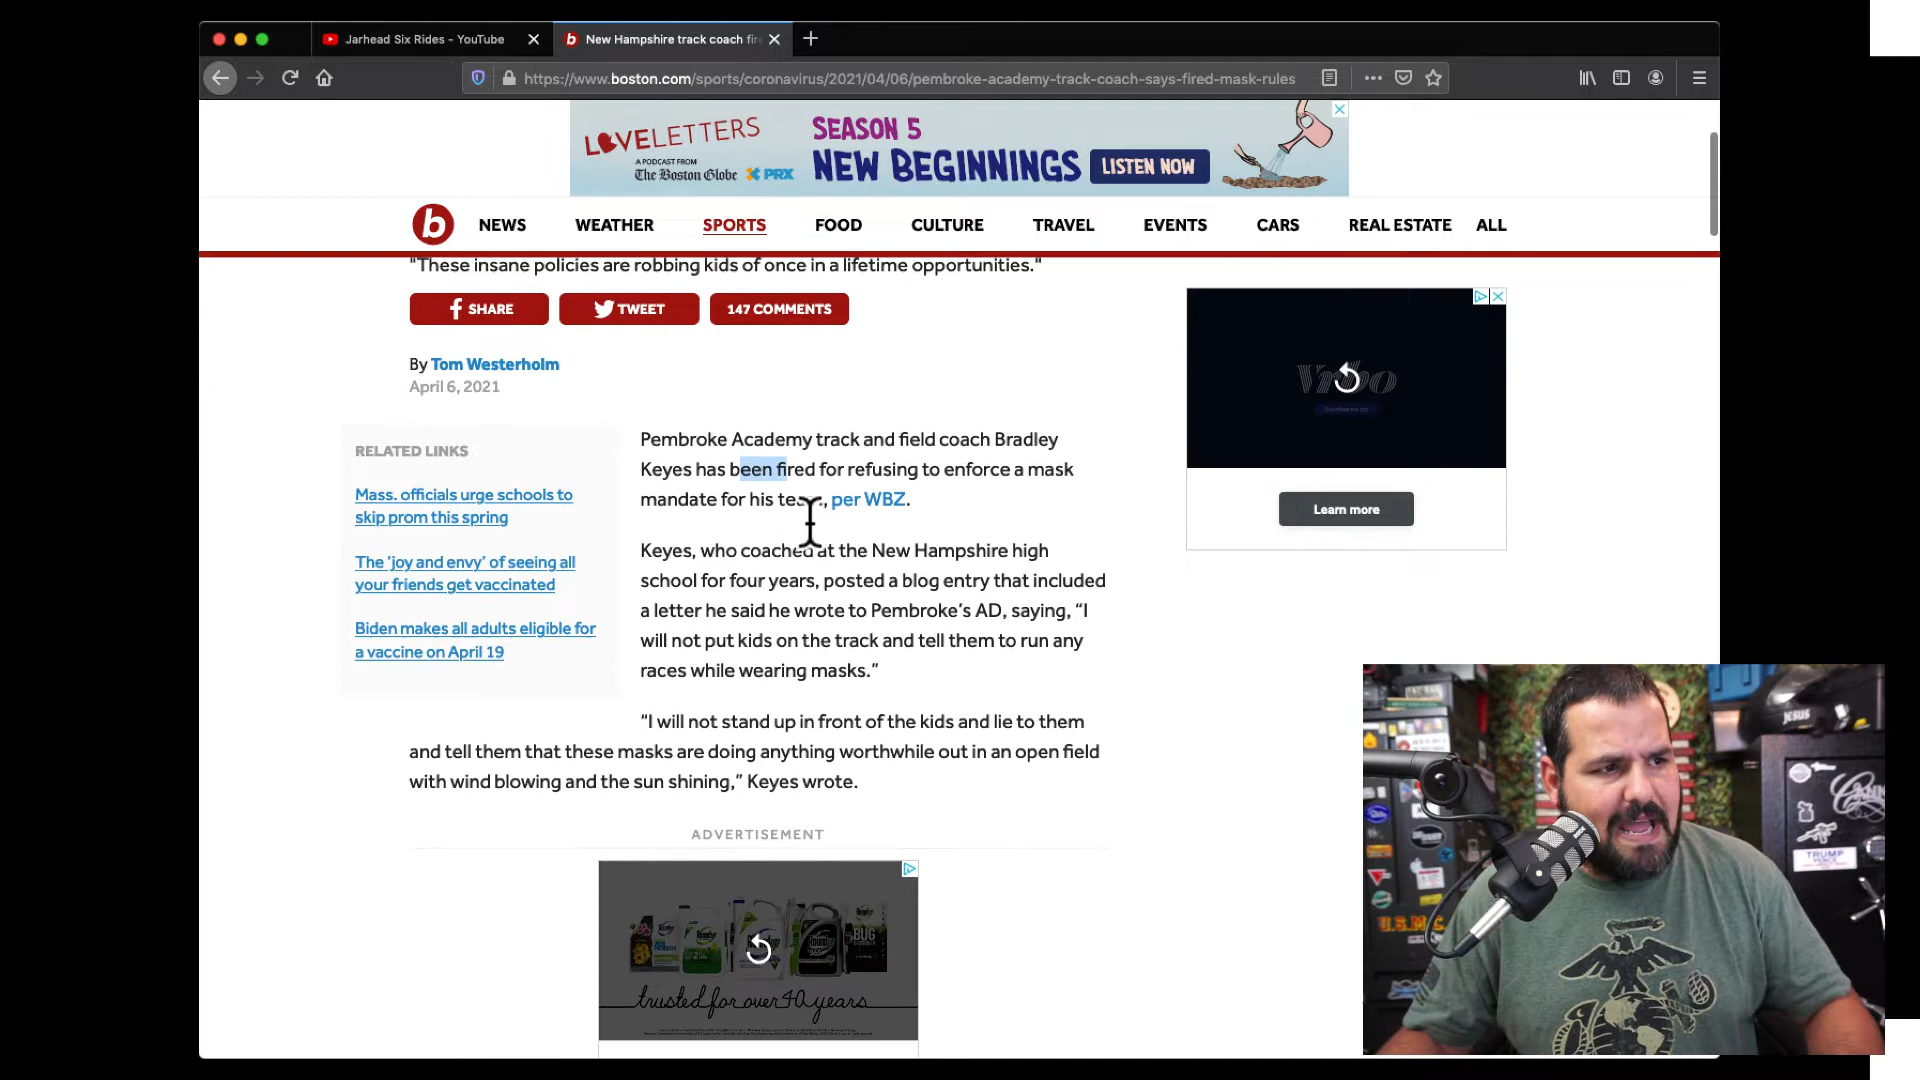 Jarhead Six Rides - YouTube
New Hampshire track coach fir
https://www.boston.com/sports/coronavirus/2021/04/06/pembroke-academy-track-coach-says-fired-mask-rules
LOVELETTERS
A PODCAST FROM
The Boston Globe PRX
SEASON 5
NEW BEGINNINGS
LISTEN NOW
b NEWS WEATHER SPORTS FOOD CULTURE TRAVEL EVENTS CARS REAL ESTATE ALL
"These insane policies are robbing kids of once in a lifetime opportunities."
SHARE TWEET 147 COMMENTS
By Tom Westerholm
April 6, 2021
RELATED LINKS
Mass. officials urge schools to
skip prom this spring
The 'joy and envy' of seeing all
your friends get vaccinated
Biden makes all adults eligible for
a vaccine on April 19
Pembroke Academy track and field coach Bradley
Keyes has been fired for refusing to enforce a mask
mandate for his , per WBZ.
Keyes, who coached at the New Hampshire high
school for four years, posted a blog entry that included
a letter he said he wrote to Pembroke's AD, saying, “I
will not put kids on the track and tell them to run any
races while wearing masks.”
“I will not stand up in front of the kids and lie to them
and tell them that these masks are doing anything worthwhile out in an open field
with wind blowing and the sun shining,” Keyes wrote.
Vrbo
Learn more
ADVERTISEMENT
Roundup
BUG
trusted for over 40 years
JESUS
TRUMP
PENCE
U.S.M.C.